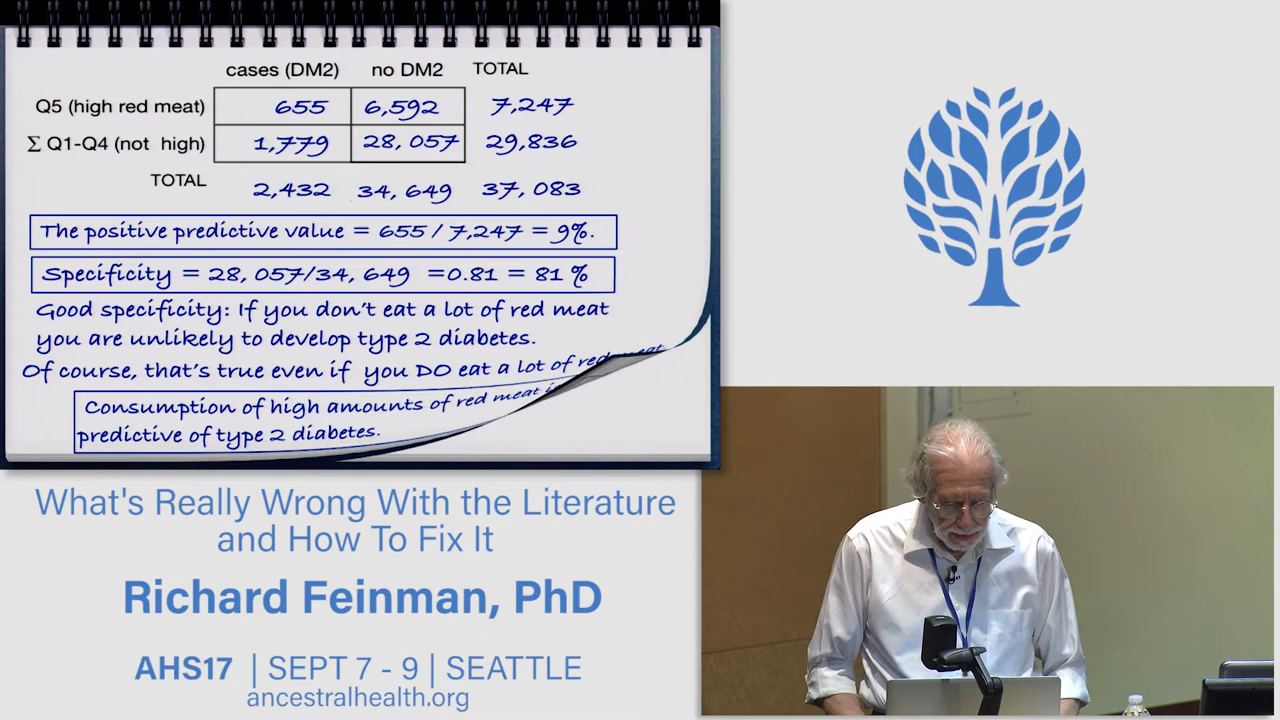 cases (DM2) no DM2 TOTAL
Q5 (high red meat) 655 6,592 7,247
Σ Q1-Q4 (not high) 1,779 28,057 29,836
TOTAL 2,432 34,649 37,083
The positive predictive value = 655 / 7,247 = 9%.
Specificity = 28,057/34,649 =0.81 = 81 %
Good specificity: If you don't eat a lot of red meat
you are unlikely to develop type 2 diabetes.
Of course, that's true even if you DO eat a lot of red meat
Consumption of high amounts of red meat
predictive of type 2 diabetes.
What's Really Wrong With the Literature
and How To Fix It
Richard Feinman, PhD
AHS17 | SEPT 7 - 9 | SEATTLE
ancestralhealth.org